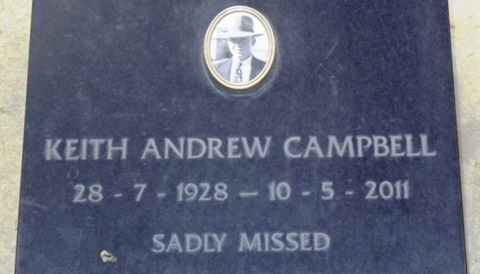 KEITH ANDREW CAMPBELL
28 - 7 - 1928 — 10 - 5 - 2011
SADLY MISSED